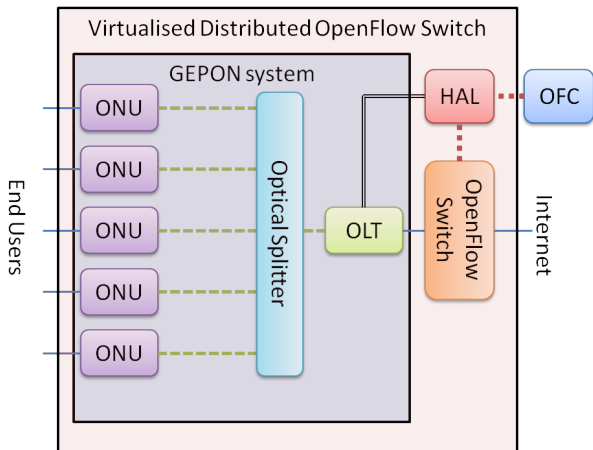 Virtualised Distributed OpenFlow Switch
GEPON system
ONU
ONU
ONU
ONU
ONU
End Users
Optical Splitter
OLT
HAL
OFC
OpenFlow
Switch
Internet